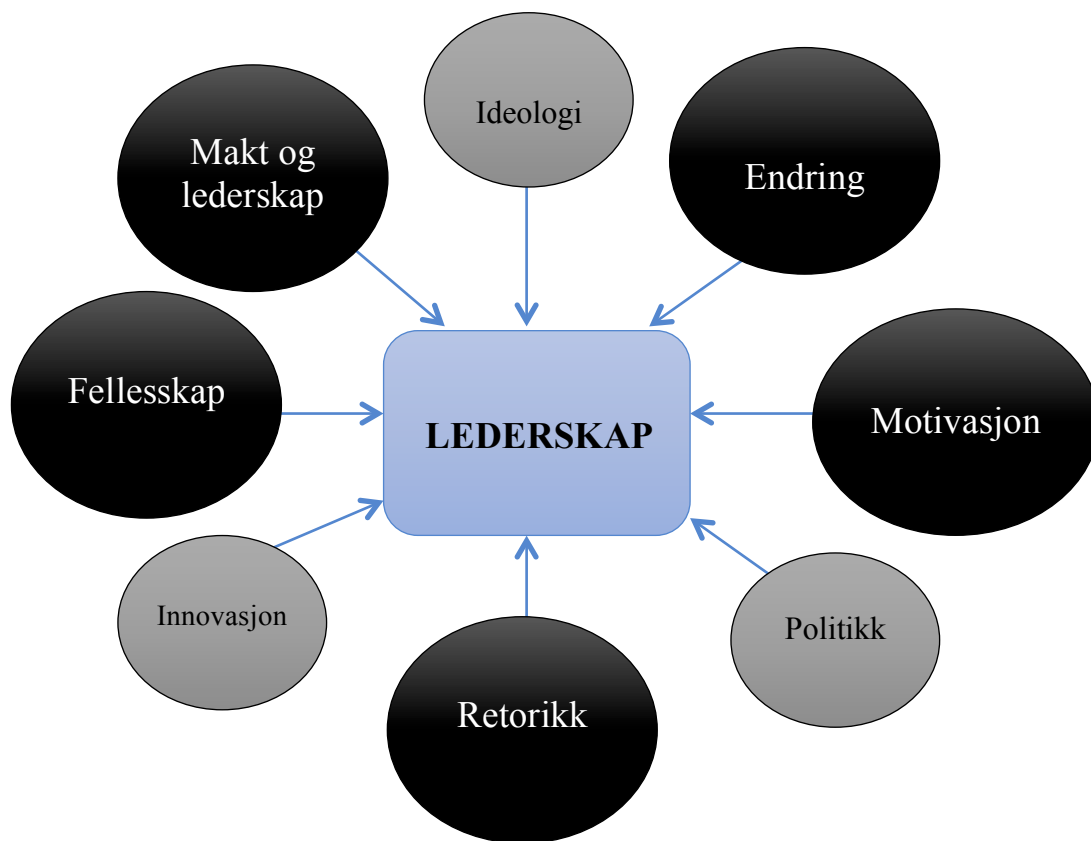 Ideologi
Makt og
lederskap
Endring
Fellesskap
LEDERSKAP
Motivasjon
Innovasjon
Politikk
Retorikk